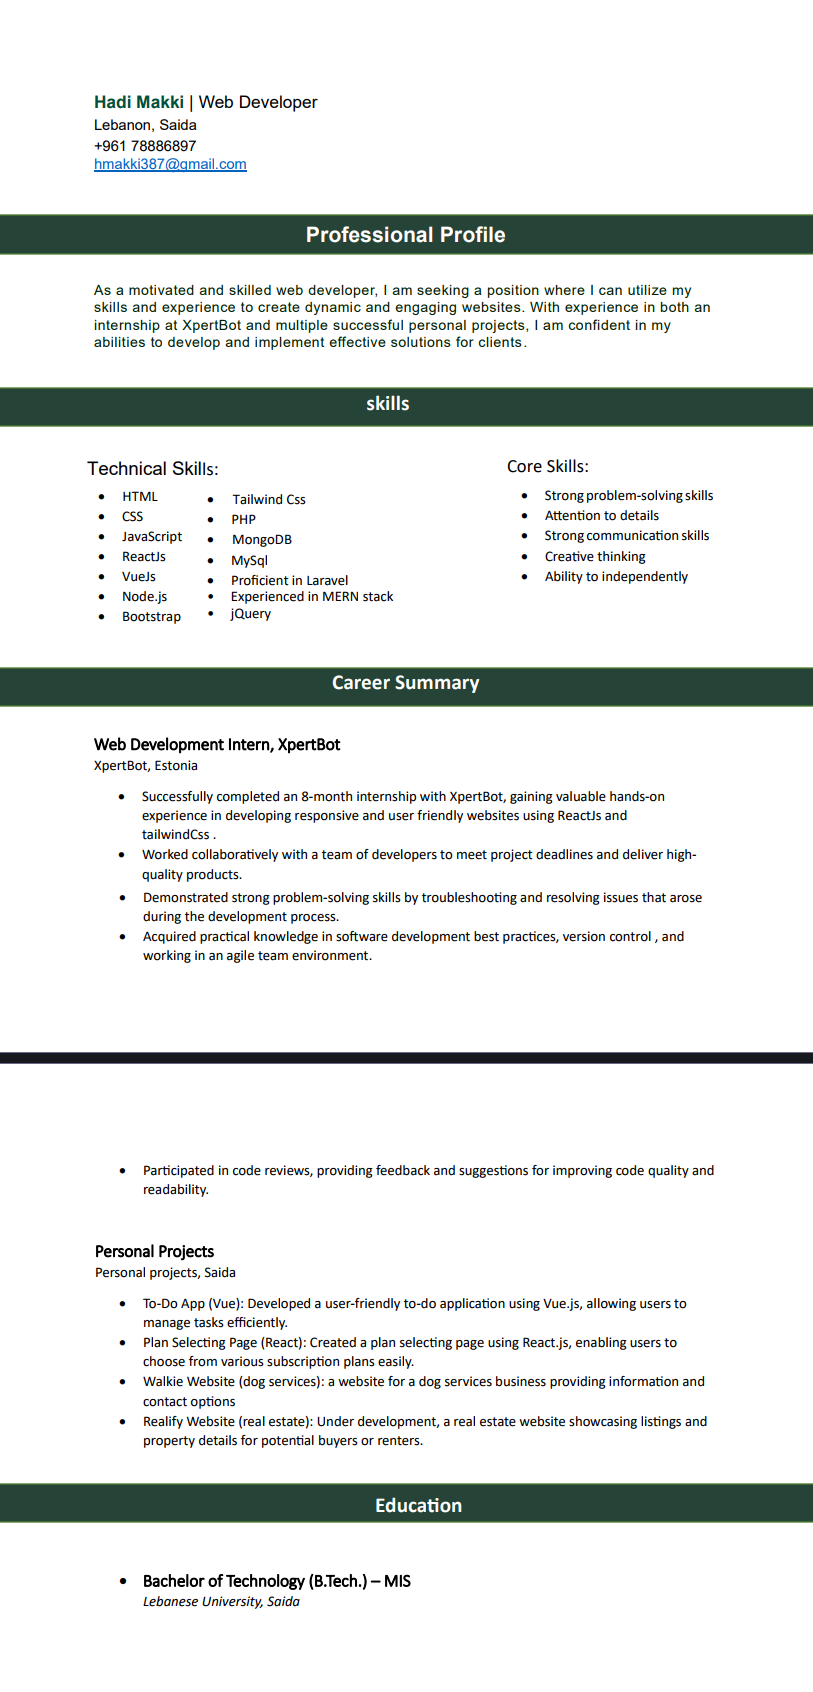 Hadi Makki | Web Developer
Lebanon, Saida
+961 78886897
hmakki387@gmail.com
Professional Profile
As a motivated and skilled web developer, I am seeking a position where I can utilize my
skills and experience to create dynamic and engaging websites. With experience in both an
internship at XpertBot and multiple successful personal projects, I am confident in my
abilities to develop and implement effective solutions for clients.
skills
Technical Skills:
• HTML
• CSS
• JavaScript
• ReactJs
• VueJs
• Node.js
• Bootstrap
• Tailwind Css
• PHP
• MongoDB
• MySql
• Proficient in Laravel
• Experienced in MERN stack
• jQuery
Core Skills:
• Strong problem-solving skills
• Attention to details
• Strong communication skills
• Creative thinking
• Ability to independently
Career Summary
Web Development Intern, XpertBot
XpertBot, Estonia
• Successfully completed an 8-month internship with XpertBot, gaining valuable hands-on
experience in developing responsive and user friendly websites using ReactJs and
tailwindCss .
• Worked collaboratively with a team of developers to meet project deadlines and deliver high-
quality products.
• Demonstrated strong problem-solving skills by troubleshooting and resolving issues that arose
during the development process.
• Acquired practical knowledge in software development best practices, version control , and
working in an agile team environment.
• Participated in code reviews, providing feedback and suggestions for improving code quality and
readability.
Personal Projects
Personal projects, Saida
• To-Do App (Vue): Developed a user-friendly to-do application using Vue.js, allowing users to
manage tasks efficiently.
• Plan Selecting Page (React): Created a plan selecting page using React.js, enabling users to
choose from various subscription plans easily.
• Walkie Website (dog services): a website for a dog services business providing information and
contact options
• Realify Website (real estate): Under development, a real estate website showcasing listings and
property details for potential buyers or renters.
Education
• Bachelor of Technology (B.Tech.) – MIS
Lebanese University, Saida